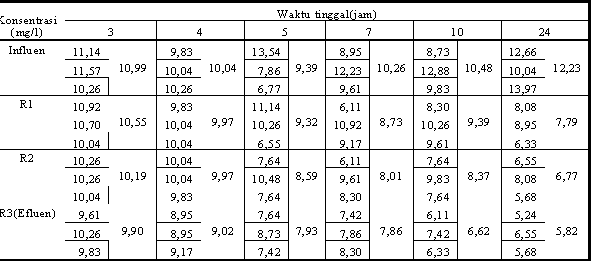 Konsentrasi (mg/l) Waktu tinggal(jam)
3 4 5 7 10 24
Influen 11,14 9,83 13,54 8,95 8,73 12,66
11,57 10,99 10,04 10,04 7,86 9,39 12,23 10,26 12,88 10,48 10,04 12,23
10,26 10,26 6,77 9,61 9,83 13,97
R1 10,92 9,83 11,14 6,11 8,30 8,08
10,70 10,55 10,04 9,97 10,26 9,32 10,92 8,73 10,26 9,39 8,95 7,79
10,04 10,04 6,55 9,17 9,61 6,33
R2 10,26 10,04 7,64 6,11 7,64 6,55
10,26 10,19 10,04 9,97 10,48 8,59 9,61 8,01 9,83 8,37 8,08 6,77
10,04 9,83 7,64 8,30 7,64 5,68
R3(Efluen) 9,61 8,95 7,64 7,42 6,11 5,24
10,26 9,90 8,95 9,02 8,73 7,93 7,86 7,86 7,42 6,62 6,55 5,82
9,83 9,17 7,42 8,30 6,33 5,68